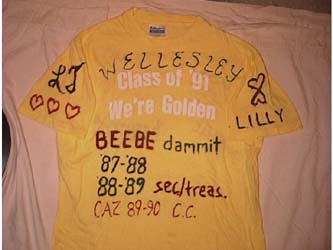 WELLESLEY
LJ
Class of '91
We're Golden
LILLY
BEEBE dammit
'87-'88
'88-'89 sec/treas.
CAZ 89-90 C.C.